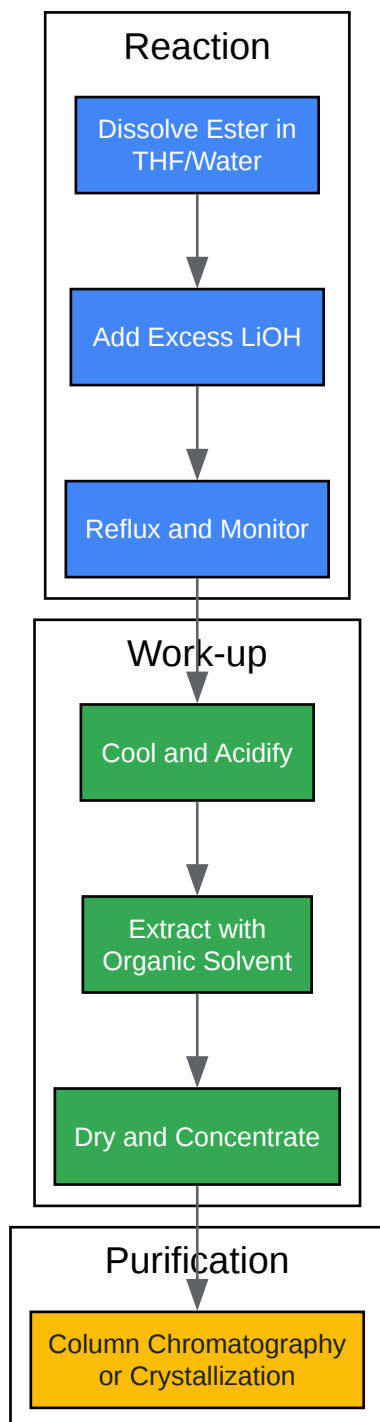 Reaction
Dissolve Ester in
THF/Water
Add Excess LiOH
Reflux and Monitor
Work-up
Cool and Acidify
Extract with
Organic Solvent
Dry and Concentrate
Purification
Column Chromatography
or Crystallization